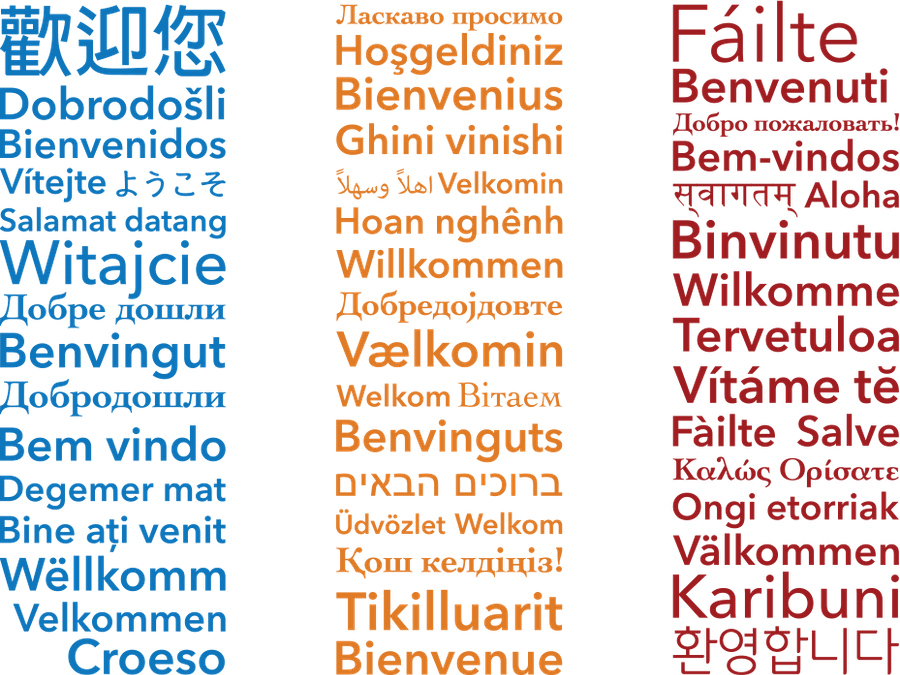 歡迎您
Dobrodošli
Bienvenidos
Vítejte ようこそ
Salamat datang
Witajcie
Добре дошли
Benvingut
Добродошли
Bem vindo
Degemer mat
Bine ați venit
Wëllkomm
Velkommen
Croeso
Ласкаво просимо
Hoşgeldiniz
Bienvenius
Ghini vinishi
اهلاً وسهلاً Velkomin
Hoan nghênh
Willkommen
Добредојдовте
Vælkomin
Welkom Вітаем
Benvinguts
ברוכים הבאים
Üdvözlet Welkom
Қош келдіңіз!
Tikilluarit
Bienvenue
Fáilte
Benvenuti
Добро пожаловать!
Bem-vindos
स्वागतम् Aloha
Binvinutu
Wilkomme
Tervetuloa
Vítáme tĕ
Fàilte Salve
Καλώς Ορίσατε
Ongi etorriak
Välkommen
Karibuni
환영합니다